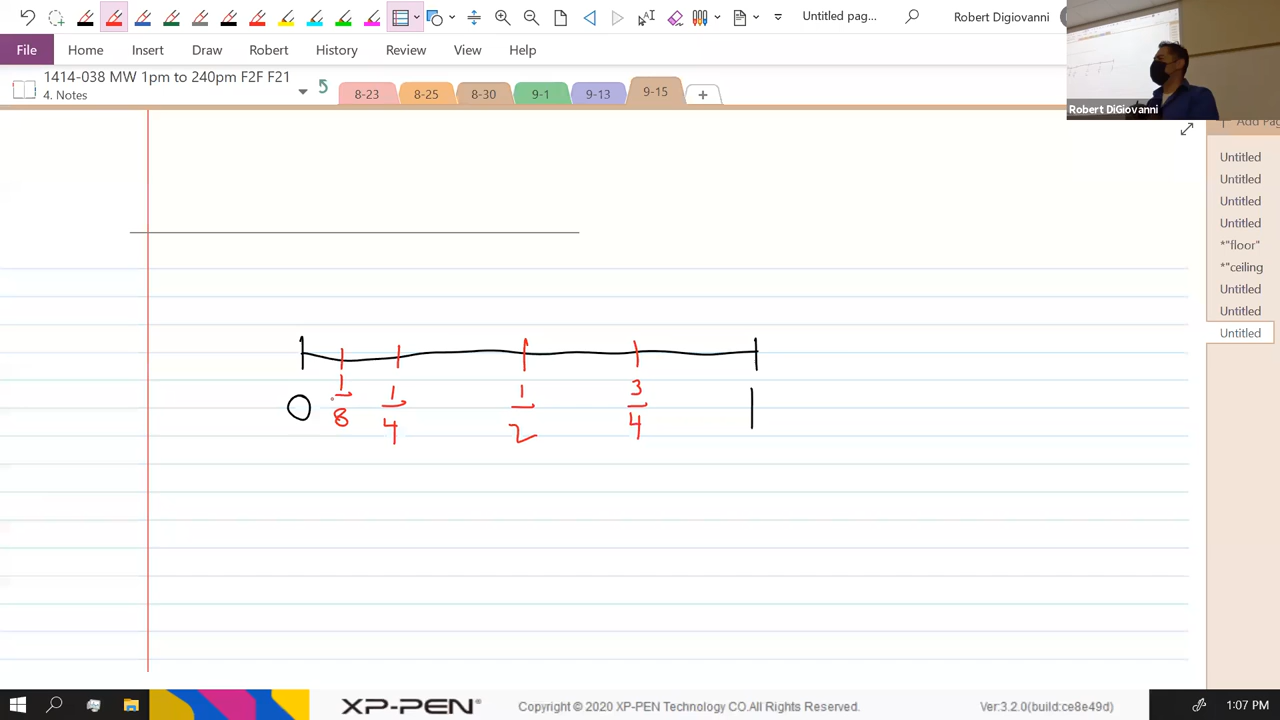 Untitled pag...
Robert Digiovanni
File
Home
Insert
Draw
Robert
History
Review
View
Help
Robert DiGiovanni
1414-038 MW 1pm to 240pm F2F F21
4. Notes
8-23
8-25
8-30
9-1
9-13
9-15
Add Pag
Untitled
Untitled
Untitled
Untitled
*"floor"
*"ceiling
Untitled
Untitled
Untitled
0 1/8 1/4 1/2 3/4 1
XP-PEN
Copyright © 2020 XP-PEN Technology CO.All Rights Reserved.
Ver:3.2.0(build:ce8e49d)
1:07 PM